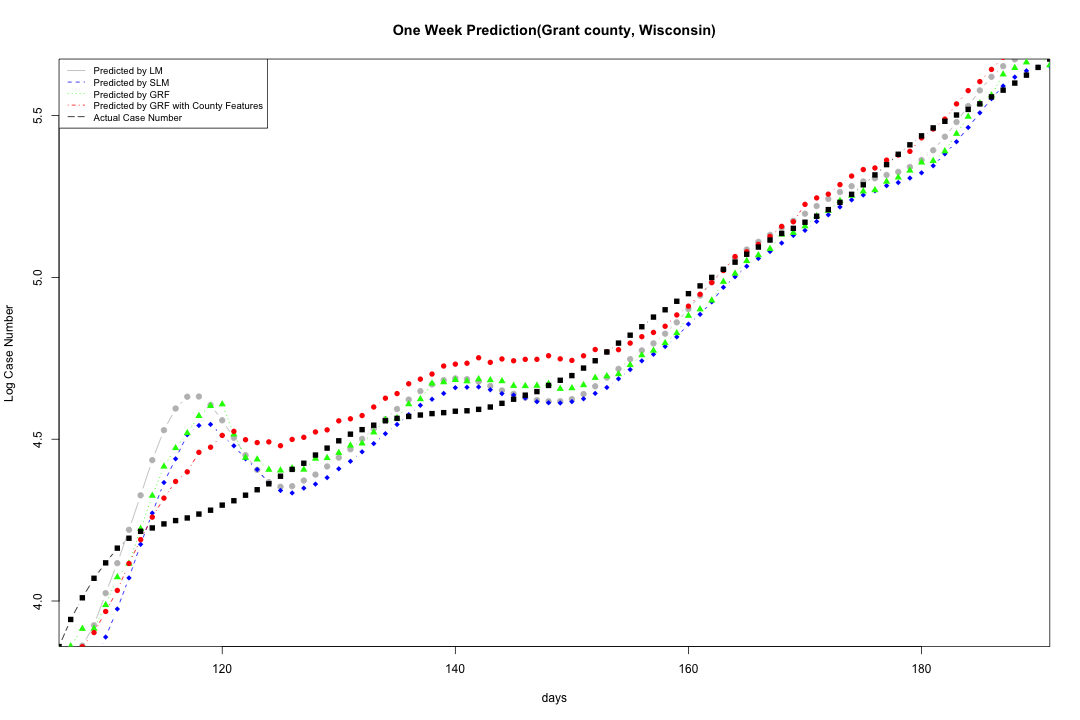 One Week Prediction(Grant county, Wisconsin)
Predicted by LM
Predicted by SLM
Predicted by GRF
Predicted by GRF with County Features
Actual Case Number
5.5
5.0
4.5
4.0
Log Case Number
120 140 160 180
days